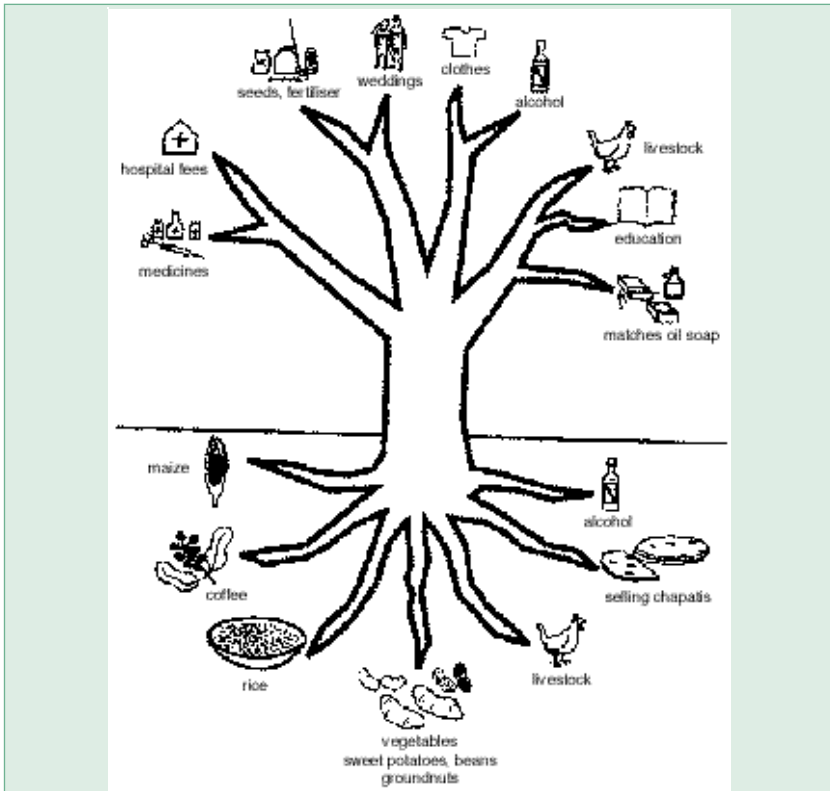 weddings
clothes
seeds, fertiliser
alcohol
livestock
hospital fees
education
medicines
matches oil soap
maize
alcohol
coffee
selling chapatis
rice
livestock
vegetables
sweet potatoes, beans
groundnuts